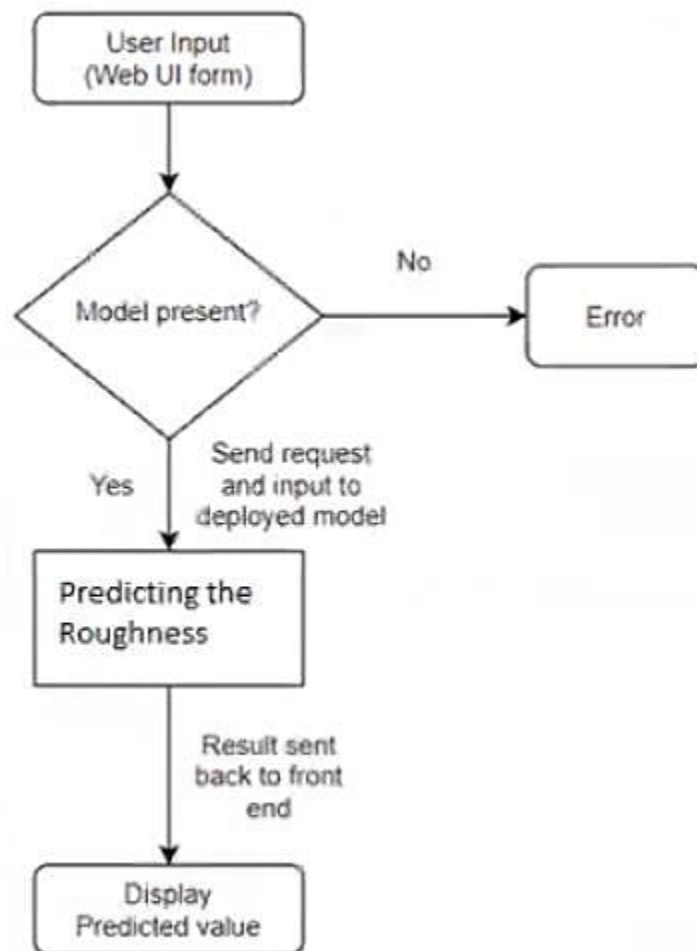 User Input
(Web UI form)
Model present?
No
Error
Yes
Send request
and input to
deployed model
Predicting the
Roughness
Result sent
back to front
end
Display
Predicted value